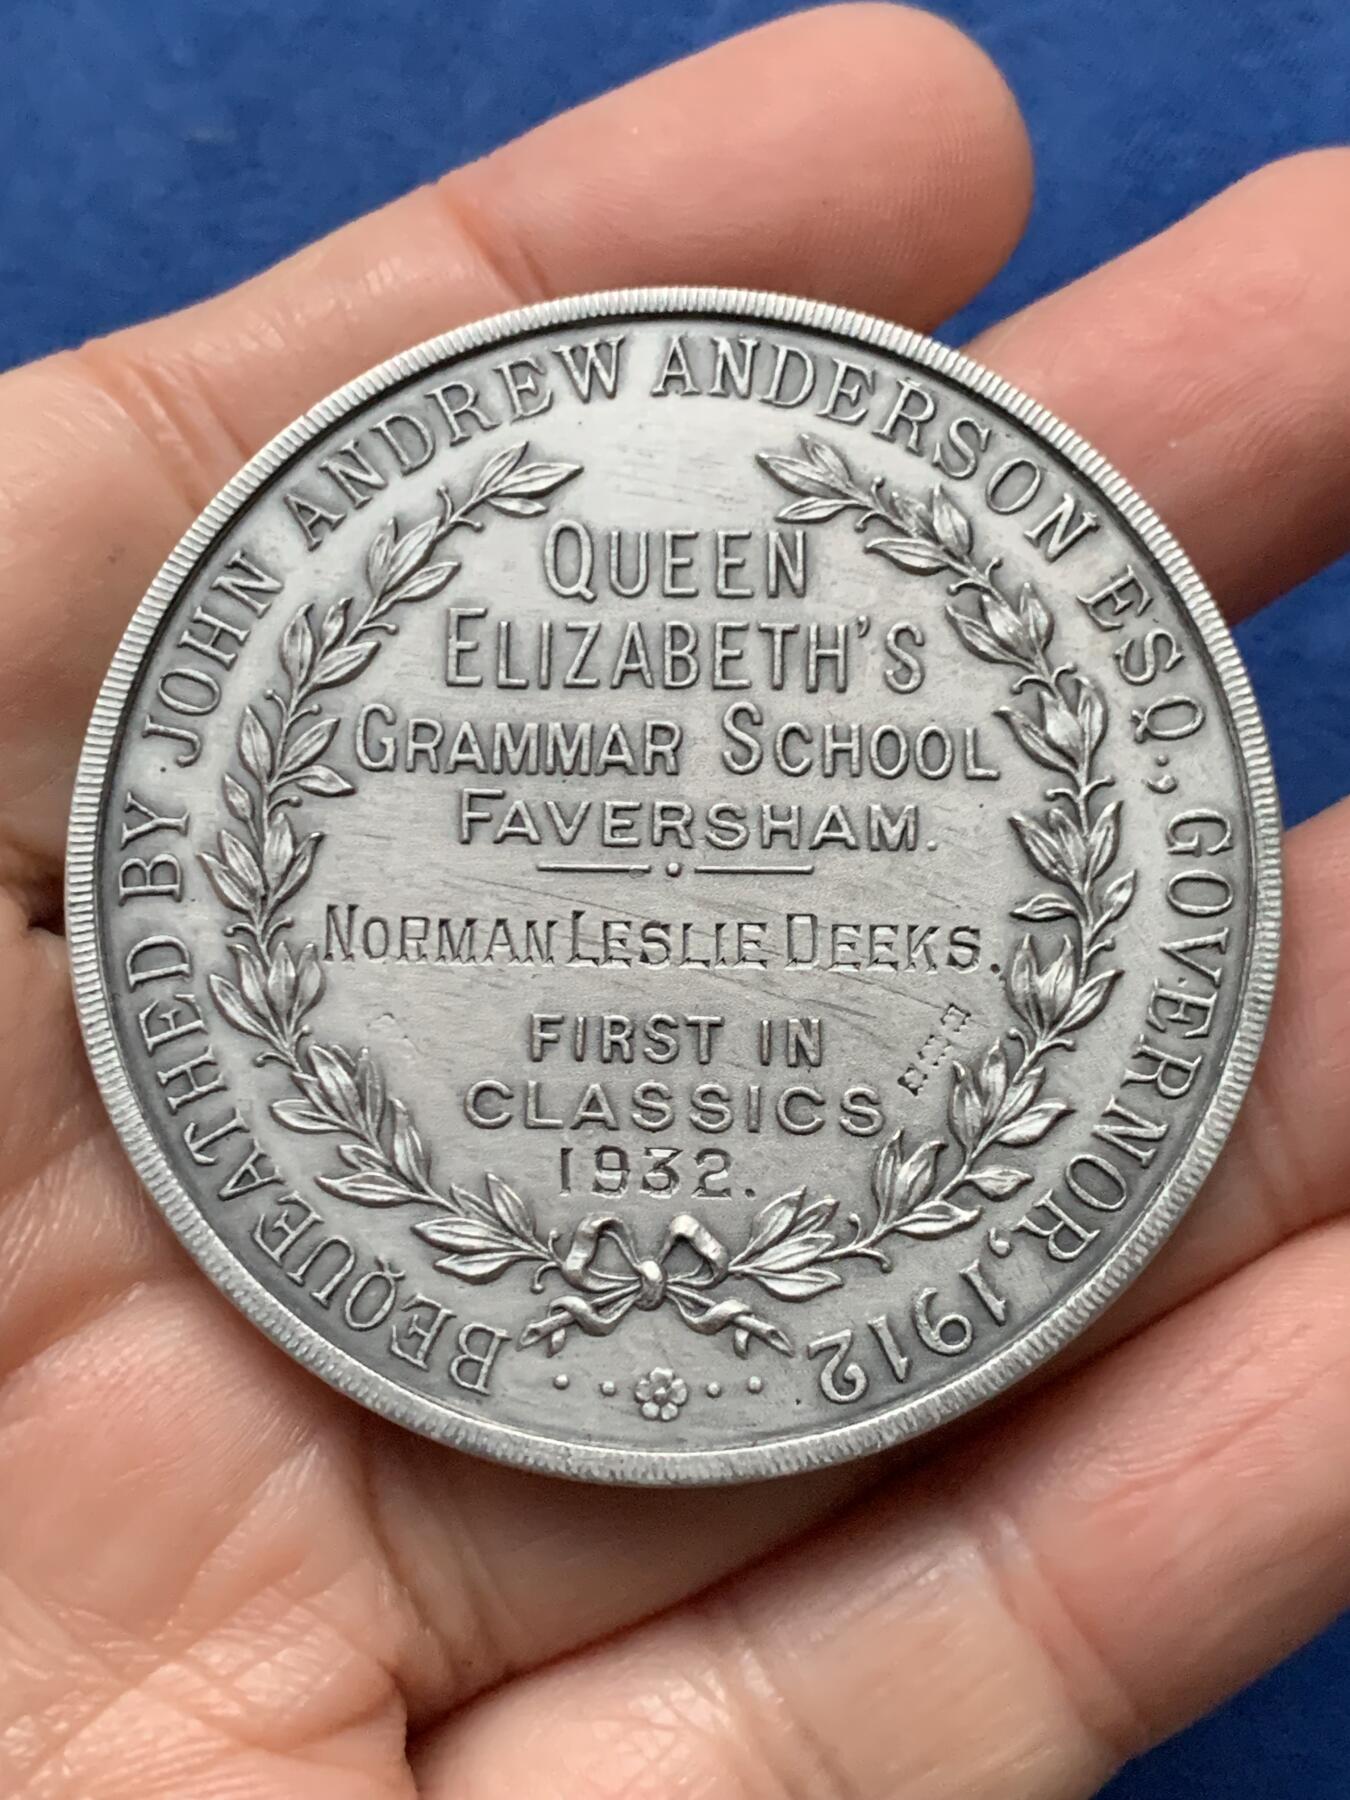 BEQUEATHED BY JOHN ANDREW ANDERSON ESQ., GOVERNOR, 1912
QUEEN
ELIZABETH'S
GRAMMAR SCHOOL
FAVERSHAM.
NORMAN LESLIE DEEKS.
FIRST IN
CLASSICS
1932.